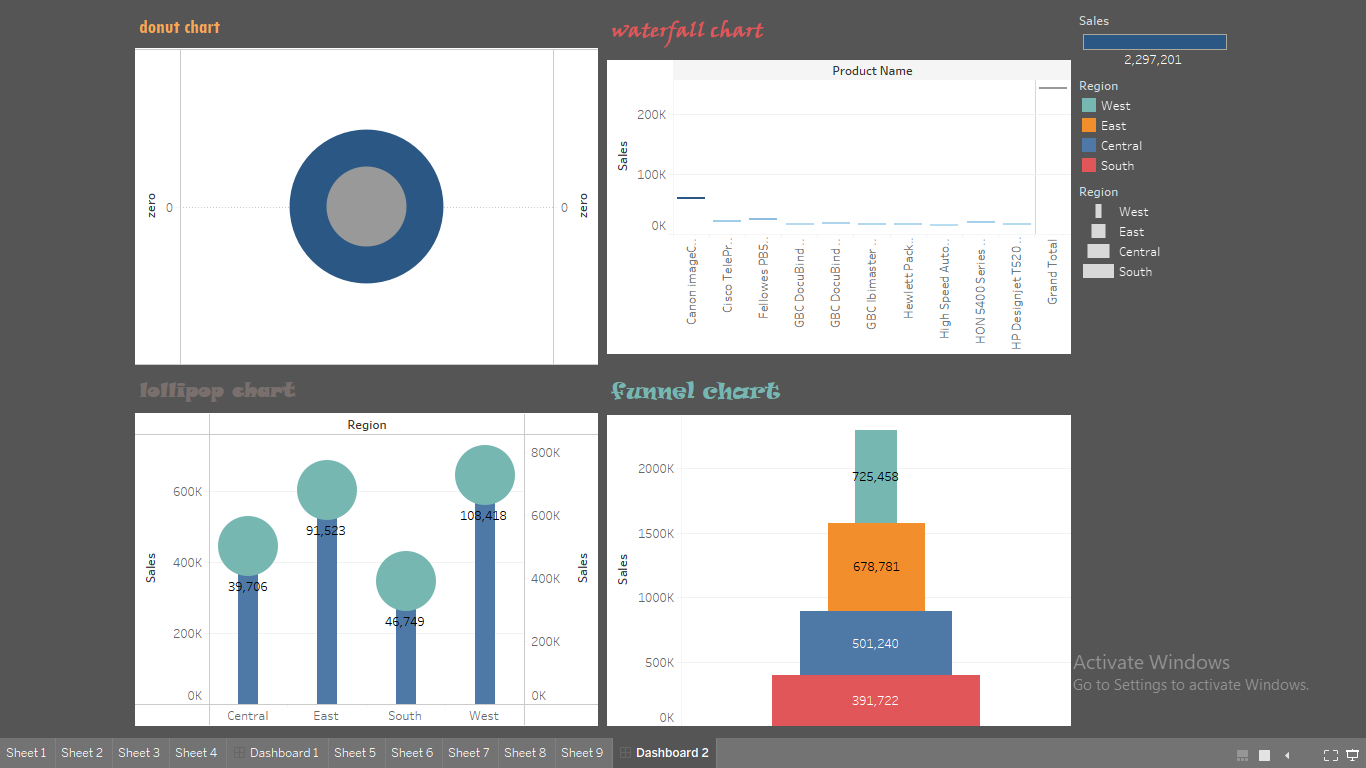 donut chart
zero
0
0
zero
waterfall chart
Product Name
Sales
200K
100K
0K
Canon imageC..
Cisco TelePr..
Fellowes PB5..
GBC DocuBind..
GBC DocuBind..
GBC Ibimaster ..
Hewlett Pack..
High Speed Auto..
HON 5400 Series ..
HP Designjet T520..
Grand Total
Sales
2,297,201
Region
West
East
Central
South
Region
West
East
Central
South
lollipop chart
Region
Sales
600K
400K
200K
0K
39,706
91,523
46,749
108,418
800K
600K
400K
200K
0K
Sales
Central East South West
funnel chart
Sales
2000K
1500K
1000K
500K
0K
725,458
678,781
501,240
391,722
Activate Windows
Go to Settings to activate Windows.
Sheet 1 Sheet 2 Sheet 3 Sheet 4 Dashboard 1 Sheet 5 Sheet 6 Sheet 7 Sheet 8 Sheet 9 Dashboard 2